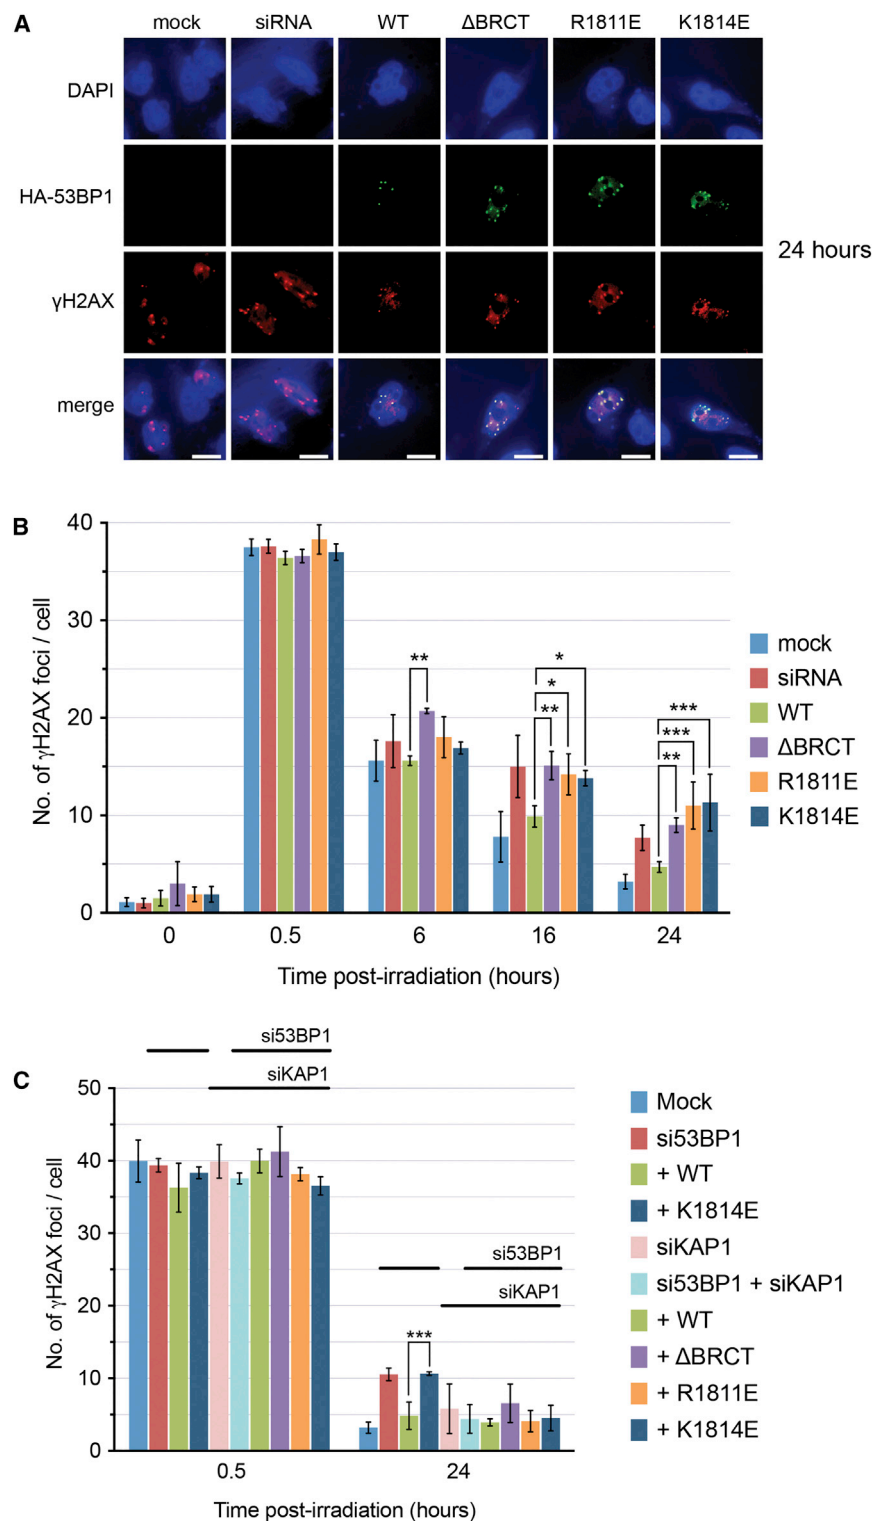 A
mock siRNA WT ΔBRCT R1811E K1814E
DAPI
HA-53BP1
24 hours
γH2AX
merge
B
No. of γH2AX foci / cell
40
30
20
10
0
** ** * * ** *** ***
0 0.5 6 16 24
Time post-irradiation (hours)
mock
siRNA
WT
ΔBRCT
R1811E
K1814E
C
si53BP1
siKAP1
No. of γH2AX foci / cell
50
40
30
20
10
0
si53BP1
siKAP1
***
0.5 24
Time post-irradiation (hours)
Mock
si53BP1
+ WT
+ K1814E
siKAP1
si53BP1 + siKAP1
+ WT
+ ΔBRCT
+ R1811E
+ K1814E